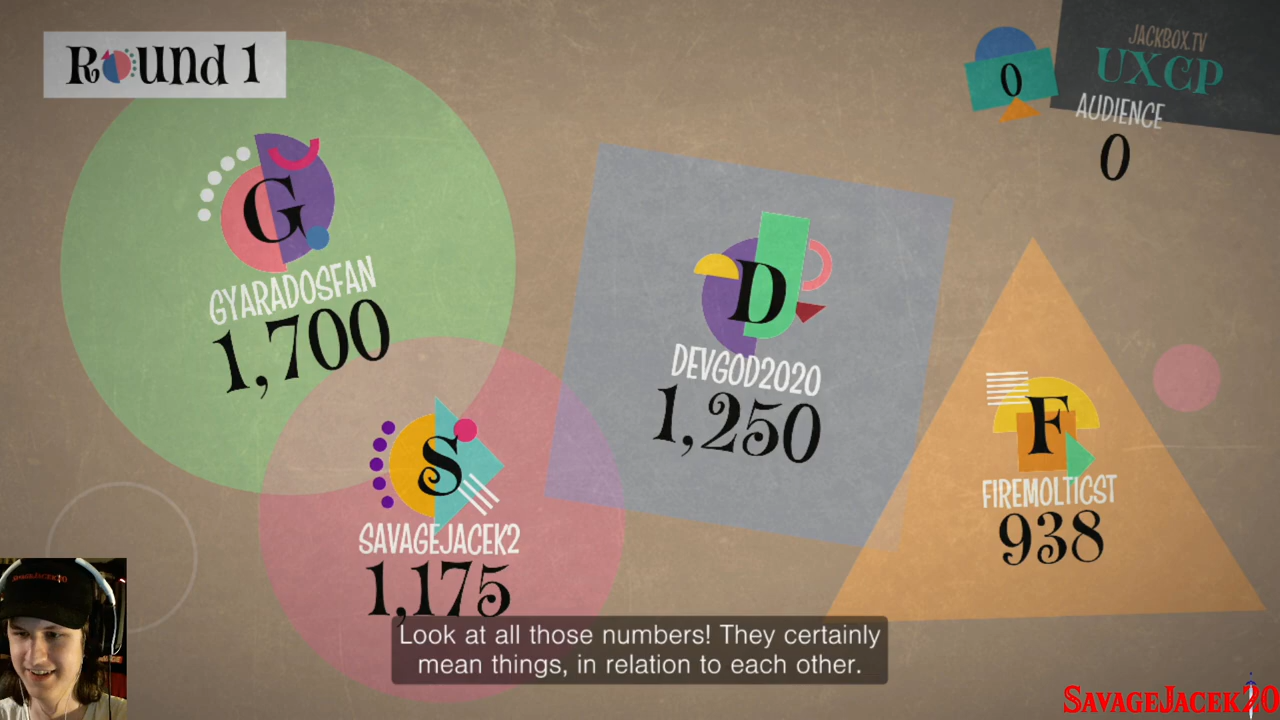 Round 1
JACKBOX.TV
UXCP
0
AUDIENCE
0
G
GYARADOSFAN
1,700
D
DEVGOD2020
1,250
F
FIREMOLTICST
938
S
SAVAGEJACEK2
1,175
Look at all those numbers! They certainly
mean things, in relation to each other.
SAVAGEJACEK20